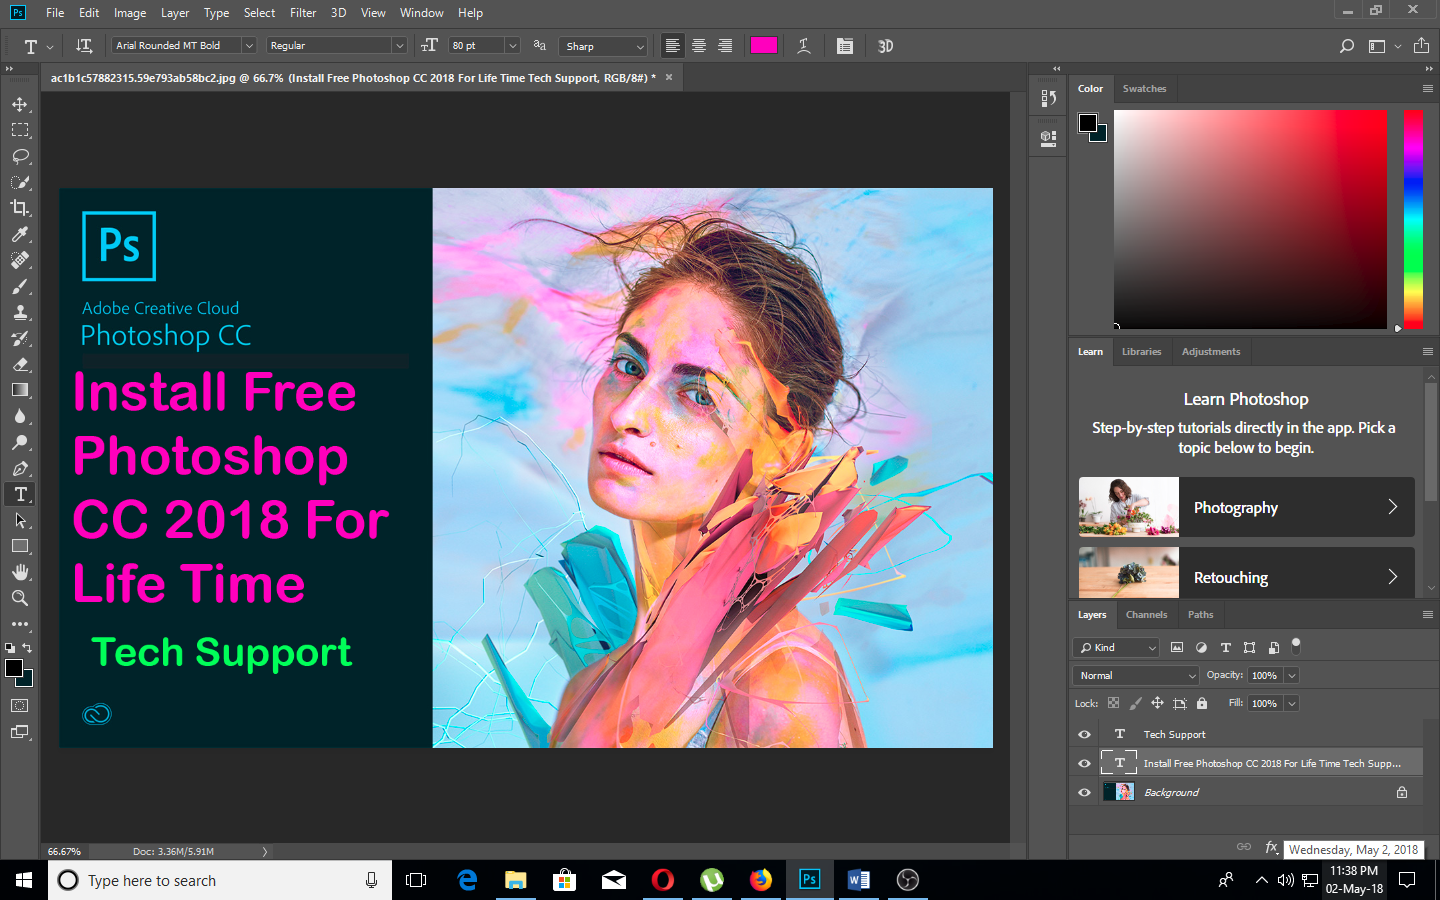 Ps
File Edit Image Layer Type Select Filter 3D View Window Help
T Arial Rounded MT Bold Regular 80 pt aa Sharp 3D
ac1b1c57882315.59e793ab58bc2.jpg @ 66.7% (Install Free Photoshop CC 2018 For Life Time Tech Support, RGB/8#) * ×
Ps
Adobe Creative Cloud
Photoshop CC
Install Free
Photoshop
CC 2018 For
Life Time
Tech Support
Color Swatches
Learn Libraries Adjustments
Learn Photoshop
Step-by-step tutorials directly in the app. Pick a
topic below to begin.
Photography
Retouching
Layers Channels Paths
Kind
Normal Opacity: 100%
Lock: Fill: 100%
T Tech Support
T Install Free Photoshop CC 2018 For Life Time Tech Supp...
Background
fx
66.67% Doc: 3.36M/5.91M
Wednesday, May 2, 2018
Type here to search
Ps
11:38 PM
02-May-18